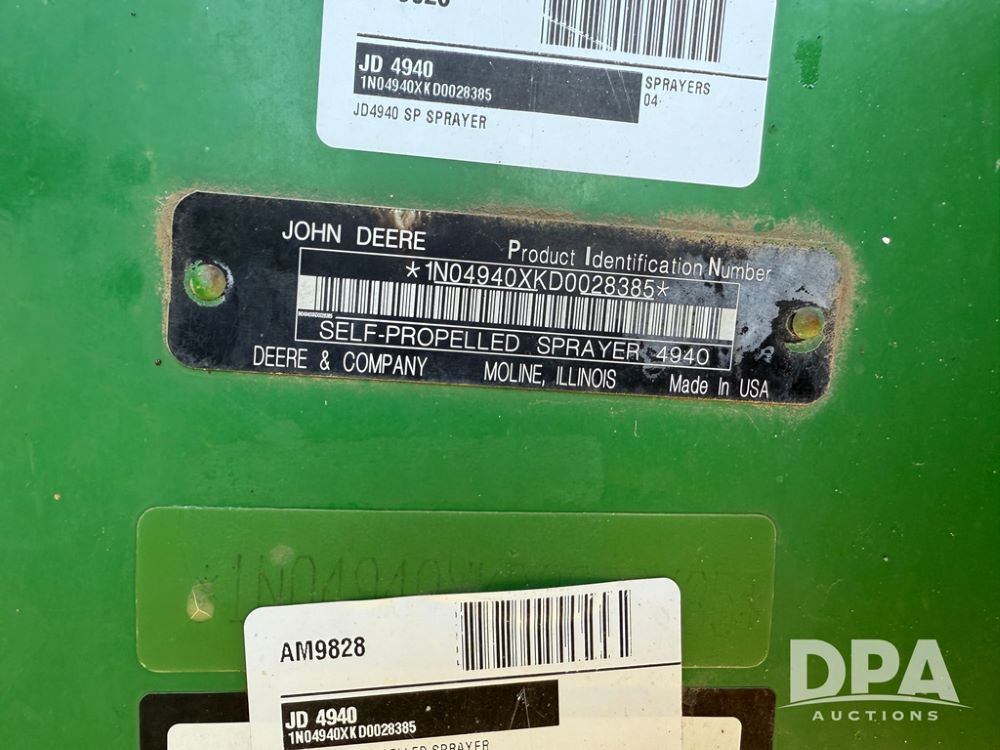 JD 4940
1N04940XKD0028385
SPRAYERS
04
JD4940 SP SPRAYER
JOHN DEERE
Product Identification Number
*1N04940XKD0028385*
SELF-PROPELLED SPRAYER 4940
DEERE & COMPANY MOLINE, ILLINOIS Made In USA
AM9828
JD 4940
1N04940XKD0028385
SPRAYER
DPA
AUCTIONS